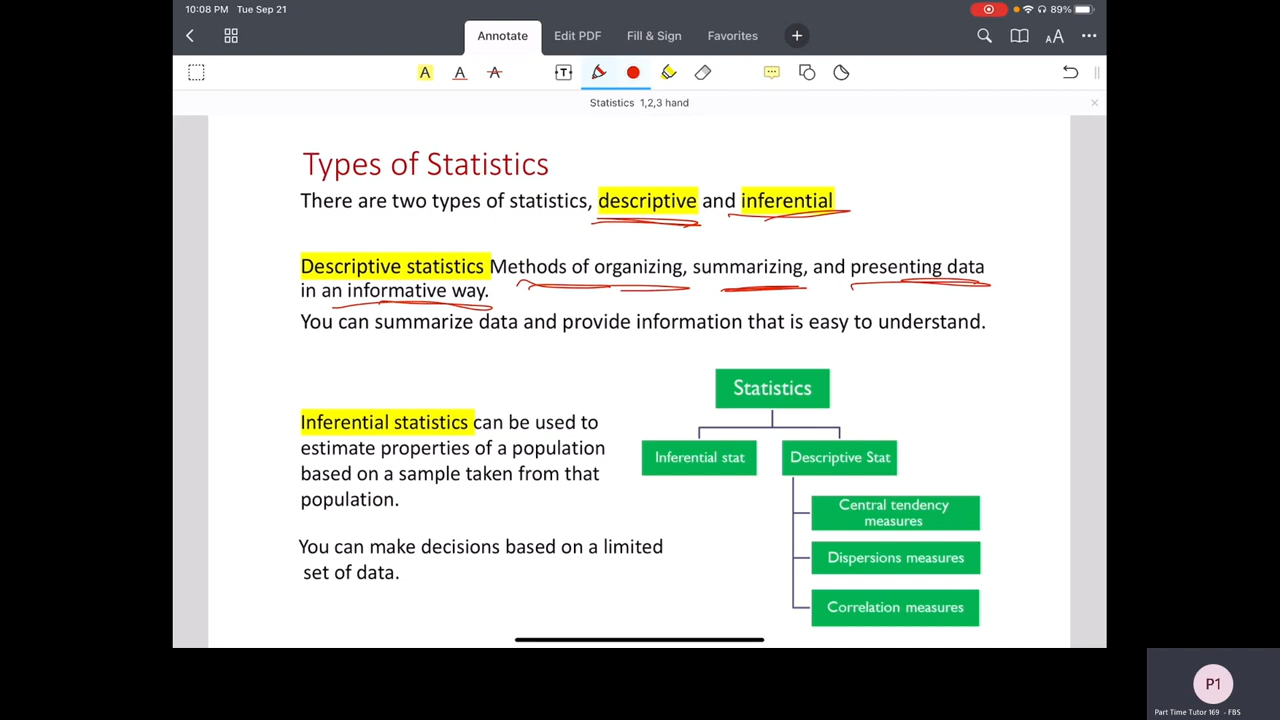 10:08 PM Tue Sep 21
89%
Annotate Edit PDF Fill & Sign Favorites
AA
A A A T
Statistics 1,2,3 hand
Types of Statistics
There are two types of statistics, descriptive and inferential
Descriptive statistics Methods of organizing, summarizing, and presenting data
in an informative way.
You can summarize data and provide information that is easy to understand.
Statistics
Inferential statistics can be used to
estimate properties of a population
based on a sample taken from that
population.
Inferential stat Descriptive Stat
Central tendency
measures
You can make decisions based on a limited
set of data.
Dispersions measures
Correlation measures
P1
Part Time Tutor 169 - FBS